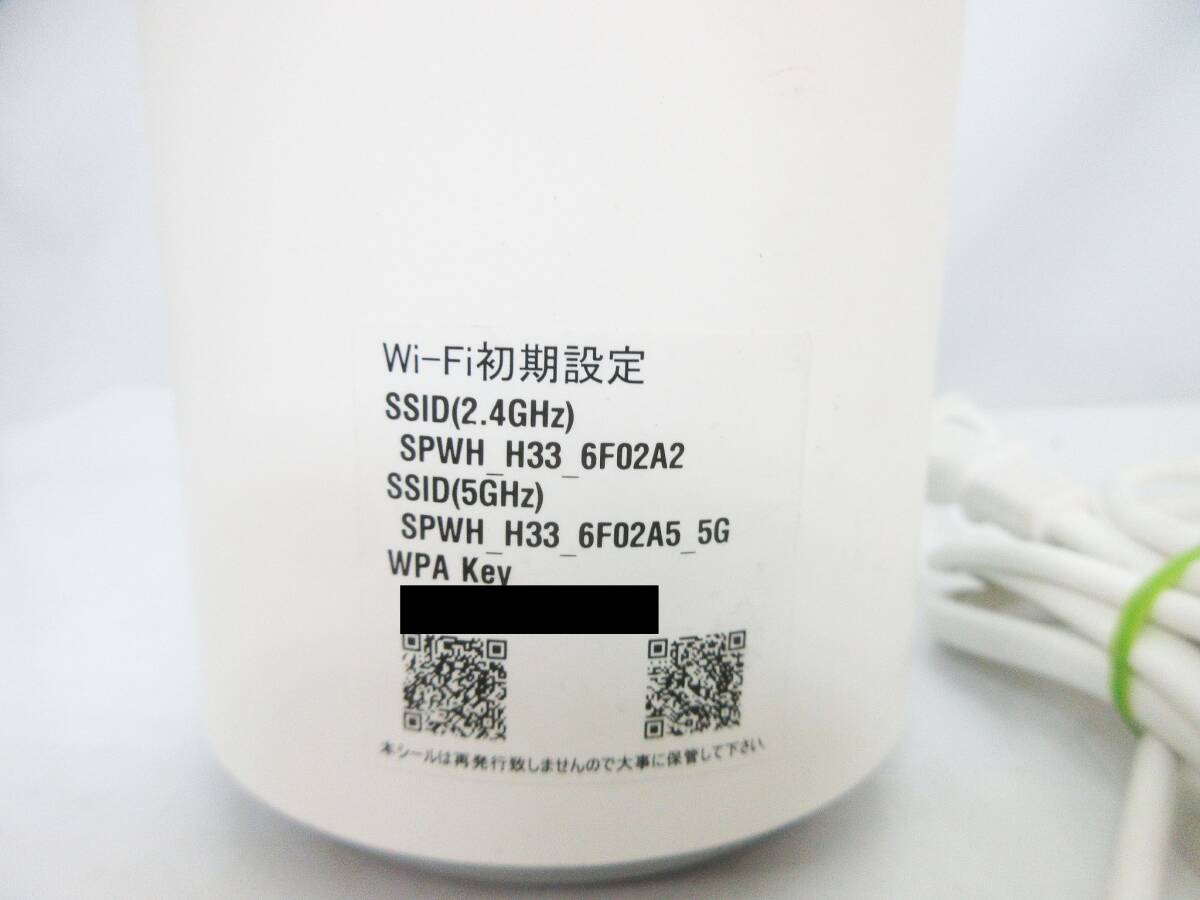 Wi-Fi初期設定
SSID(2.4GHz)
SPWH_H33_6F02A2
SSID(5GHz)
SPWH_H33_6F02A5_5G
WPA Key
本シールは再発行致しませんので大事に保管して下さい